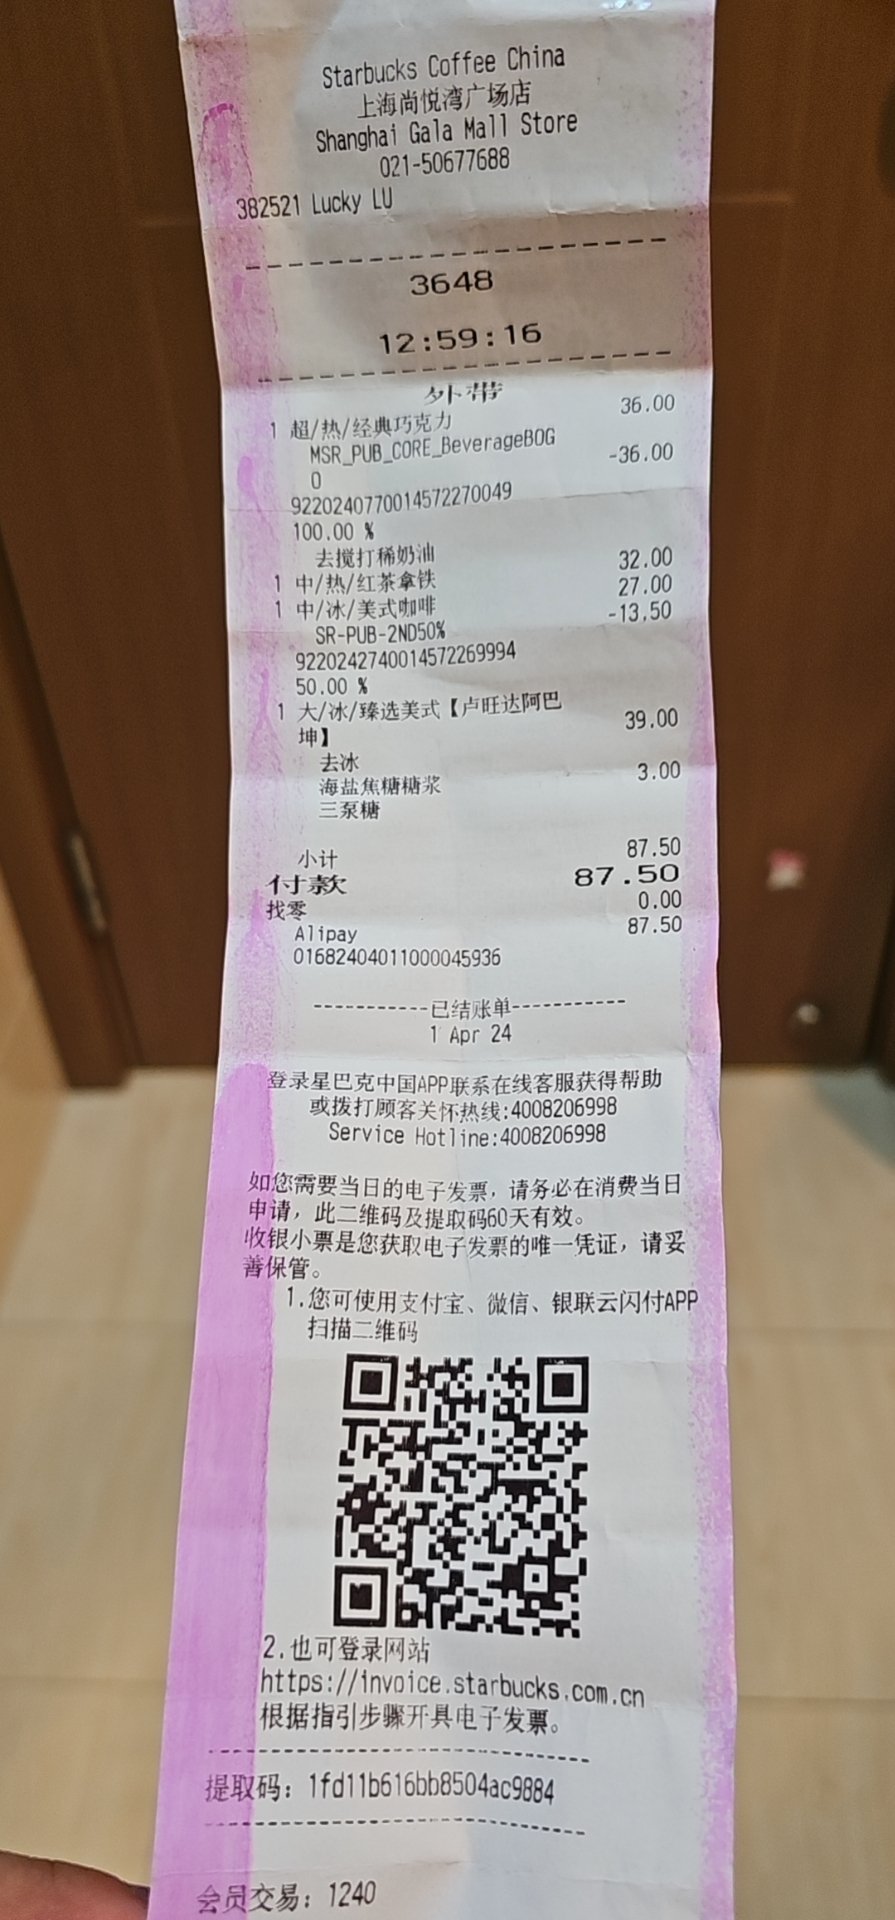 Starbucks Coffee China
上海尚悦湾广场店
Shanghai Gala Mall Store
021-50677688
382521 Lucky LU
3648
12:59:16
外带
1 超/热/经典巧克力 36.00
MSR_PUB_CORE_BeverageBOG -36.00
O
9220240770014572270049
100.00 %
去搅打稀奶油
1 中/热/红茶拿铁 32.00
1 中/冰/美式咖啡 27.00
SR-PUB-2ND50% -13.50
9220242740014572269994
50.00 %
1 大/冰/臻选美式【卢旺达阿巴 39.00
坤】
去冰
海盐焦糖糖浆 3.00
三泵糖
小计 87.50
付款 87.50
找零 0.00
Alipay 87.50
01682404011000045936
-----------已结账单-----------
1 Apr 24
登录星巴克中国APP联系在线客服获得帮助
或拨打顾客关怀热线:4008206998
Service Hotline:4008206998
如您需要当日的电子发票，请务必在消费当日
申请，此二维码及提取码60天有效。
收银小票是您获取电子发票的唯一凭证，请妥
善保管。
1.您可使用支付宝、微信、银联云闪付APP
扫描二维码
2.也可登录网站
https://invoice.starbucks.com.cn
根据指引步骤开具电子发票。
提取码：1fd11b616bb8504ac9884
会员交易：1240